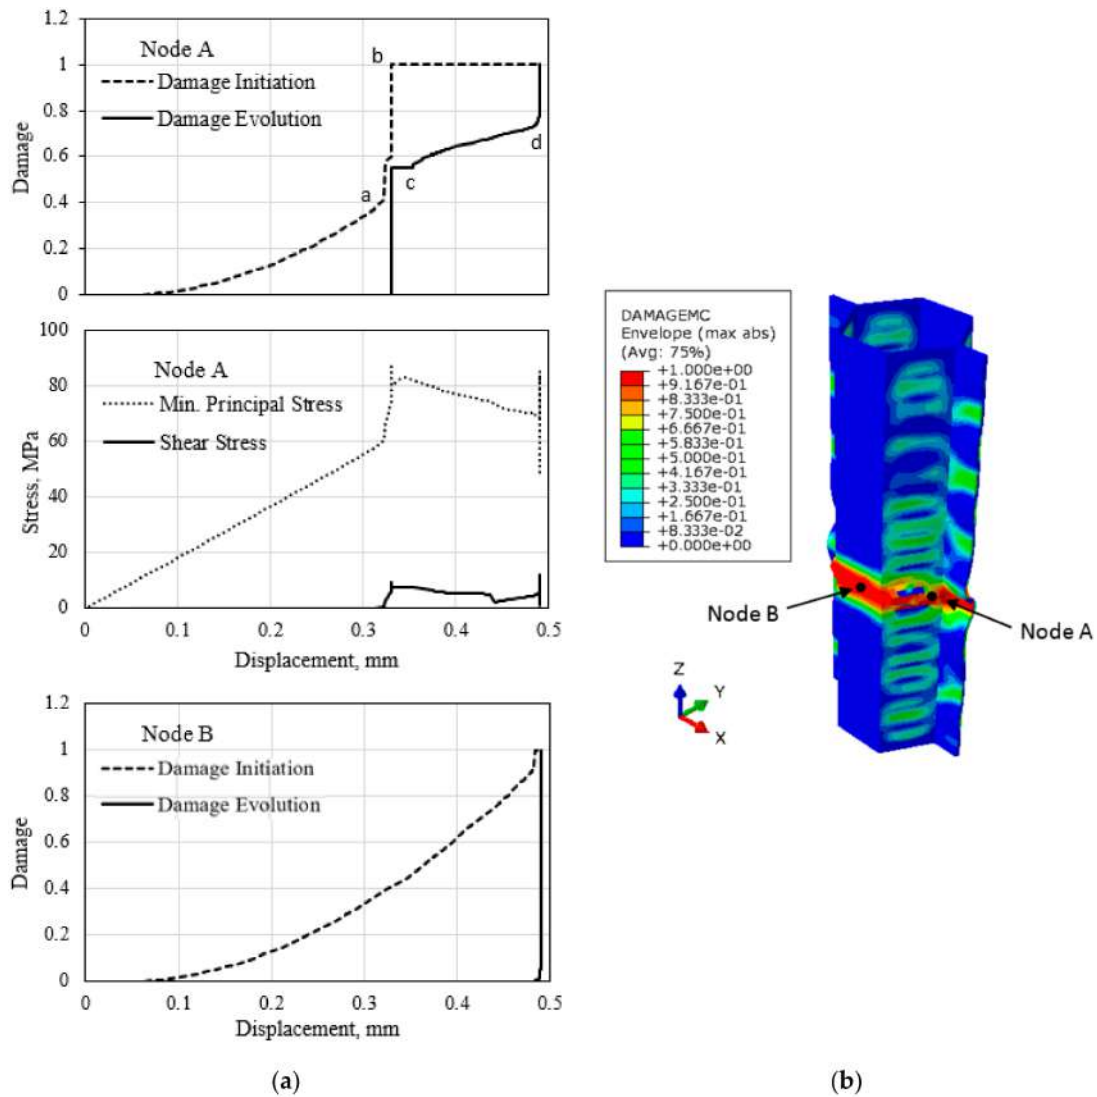 1.2
1
0.8
0.6
0.4
0.2
0
Damage
Node A
Damage Initiation
Damage Evolution
a
b
c
d
100
80
60
40
20
0
Stress, MPa
Node A
Min. Principal Stress
Shear Stress
0
0.1
0.2
0.3
0.4
0.5
Displacement, mm
1.2
1
0.8
0.6
0.4
0.2
0
Damage
Node B
Damage Initiation
Damage Evolution
0
0.1
0.2
0.3
0.4
0.5
Displacement, mm
(a)
DAMAGEMC
Envelope (max abs)
(Avg: 75%)
+1.000e+00
+9.167e-01
+8.333e-01
+7.500e-01
+6.667e-01
+5.833e-01
+5.000e-01
+4.167e-01
+3.333e-01
+2.500e-01
+1.667e-01
+8.333e-02
+0.000e+00
Node B
Node A
Z
Y
X
(b)